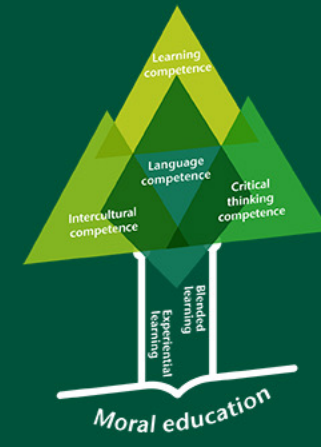 Learning
competence
Language
competence
Intercultural
competence
Critical
thinking
competence
Experiential
learning
Blended
learning
Moral education